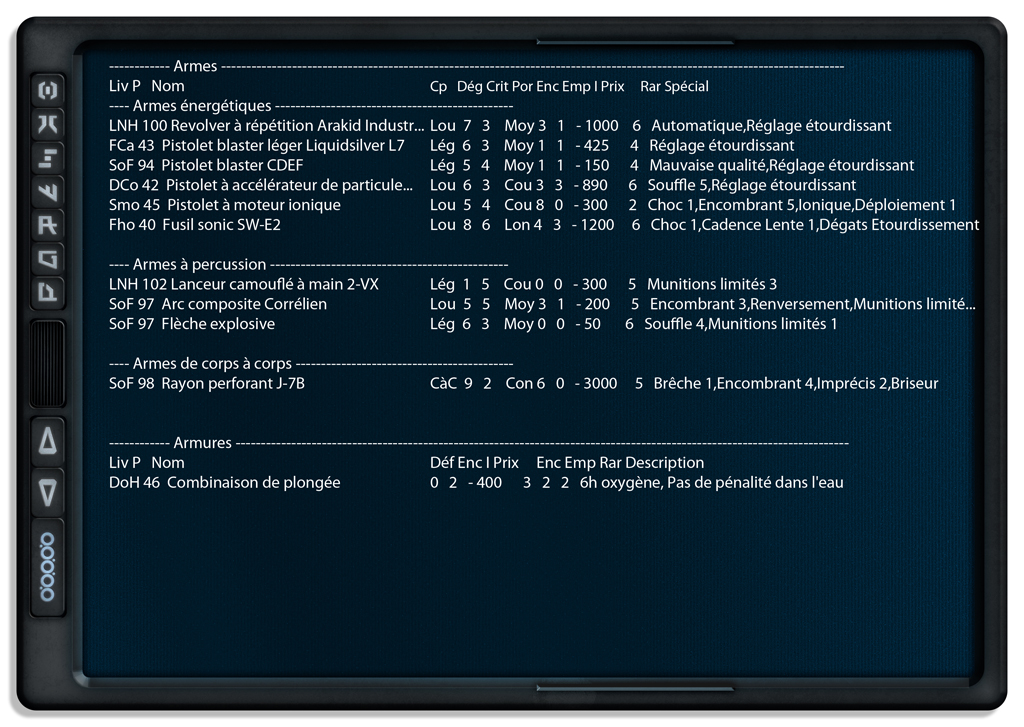 ------------ Armes --------------------------------------------------------------------------------------------------------------------------
Liv P Nom Cp Dég Crit Por Enc Emp I Prix Rar Spécial
---- Armes énergétiques -----------------------------------------------
LNH 100 Revolver à répétition Arakid Industr... Lou 7 3 Moy 3 1 - 1000 6 Automatique,Réglage étourdissant
FCa 43 Pistolet blaster léger Liquidsilver L7 Lég 6 3 Moy 1 1 - 425 4 Réglage étourdissant
SoF 94 Pistolet blaster CDEF Lég 5 4 Moy 1 1 - 150 4 Mauvaise qualité,Réglage étourdissant
DCo 42 Pistolet à accélérateur de particule... Lou 6 3 Cou 3 3 - 890 6 Souffle 5,Réglage étourdissant
Smo 45 Pistolet à moteur ionique Lou 5 4 Cou 8 0 - 300 2 Choc 1,Encombrant 5,Ionique,Déploiement 1
Fho 40 Fusil sonic SW-E2 Lou 8 6 Lon 4 3 - 1200 6 Choc 1,Cadence Lente 1,Dégats Etourdissement
---- Armes à percussion -----------------------------------------------
LNH 102 Lanceur camouflé à main 2-VX Lég 1 5 Cou 0 0 - 300 5 Munitions limités 3
SoF 97 Arc composite Corrélien Lou 5 5 Moy 3 1 - 200 5 Encombrant 3,Renversement,Munitions limité...
SoF 97 Flèche explosive Lég 6 3 Moy 0 0 - 50 6 Souffle 4,Munitions limités 1
---- Armes de corps à corps -------------------------------------------
SoF 98 Rayon perforant J-7B CàC 9 2 Con 6 0 - 3000 5 Brêche 1,Encombrant 4,Imprécis 2,Briseur
------------ Armures ------------------------------------------------------------------------------------------------------------------------
Liv P Nom Déf Enc I Prix Enc Emp Rar Description
DoH 46 Combinaison de plongée 0 2 - 400 3 2 2 6h oxygène, Pas de pénalité dans l'eau